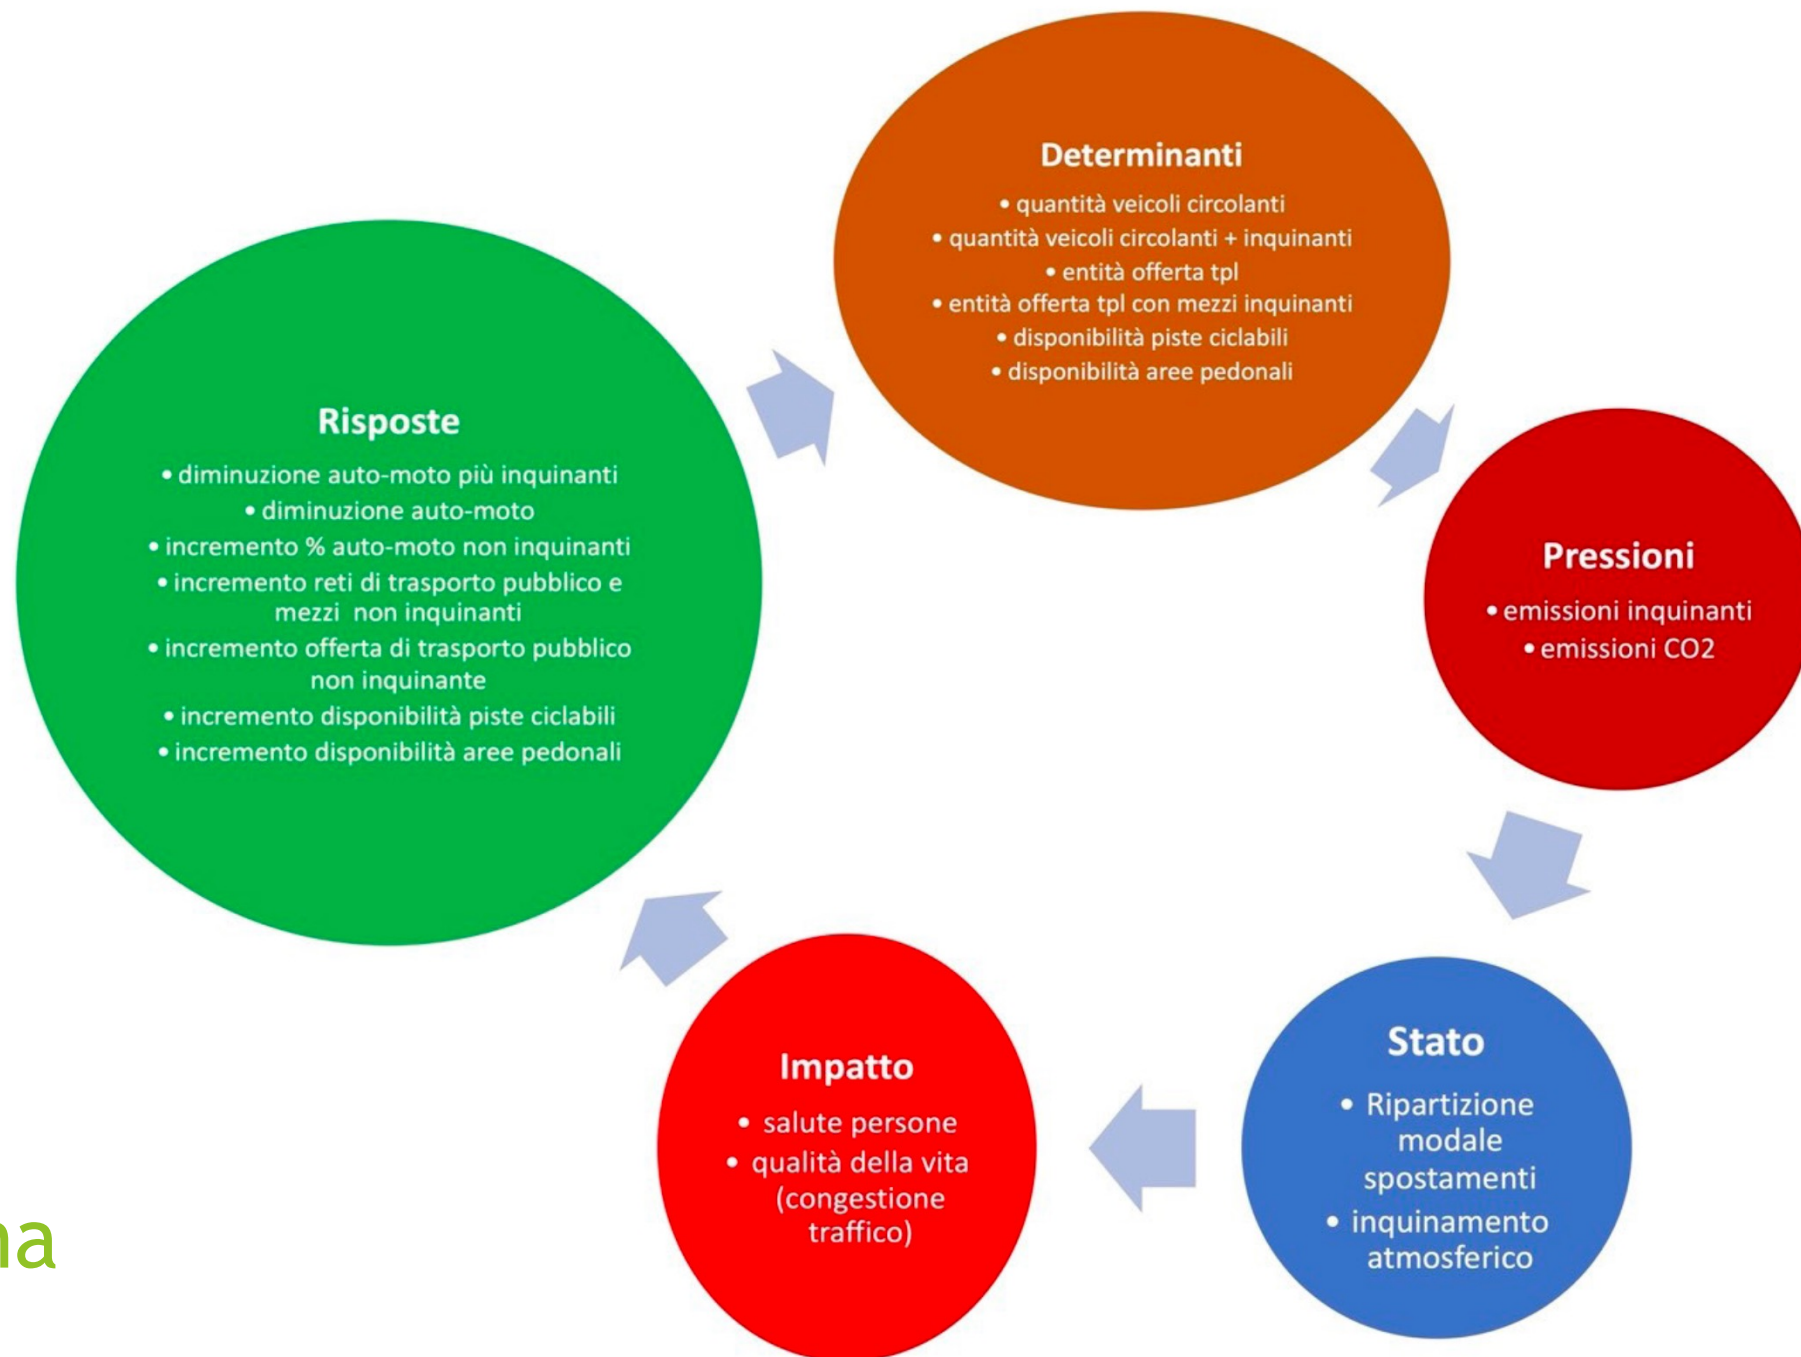 Determinanti
• quantità veicoli circolanti
• quantità veicoli circolanti + inquinanti
• entità offerta tpl
• entità offerta tpl con mezzi inquinanti
• disponibilità piste ciclabili
• disponibilità aree pedonali
Pressioni
• emissioni inquinanti
• emissioni CO2
Stato
• Ripartizione
modale
spostamenti
• inquinamento
atmosferico
Impatto
• salute persone
• qualità della vita
(congestione
traffico)
Risposte
• diminuzione auto-moto più inquinanti
• diminuzione auto-moto
• incremento % auto-moto non inquinanti
• incremento reti di trasporto pubblico e
mezzi non inquinanti
• incremento offerta di trasporto pubblico
non inquinante
• incremento disponibilità piste ciclabili
• incremento disponibilità aree pedonali